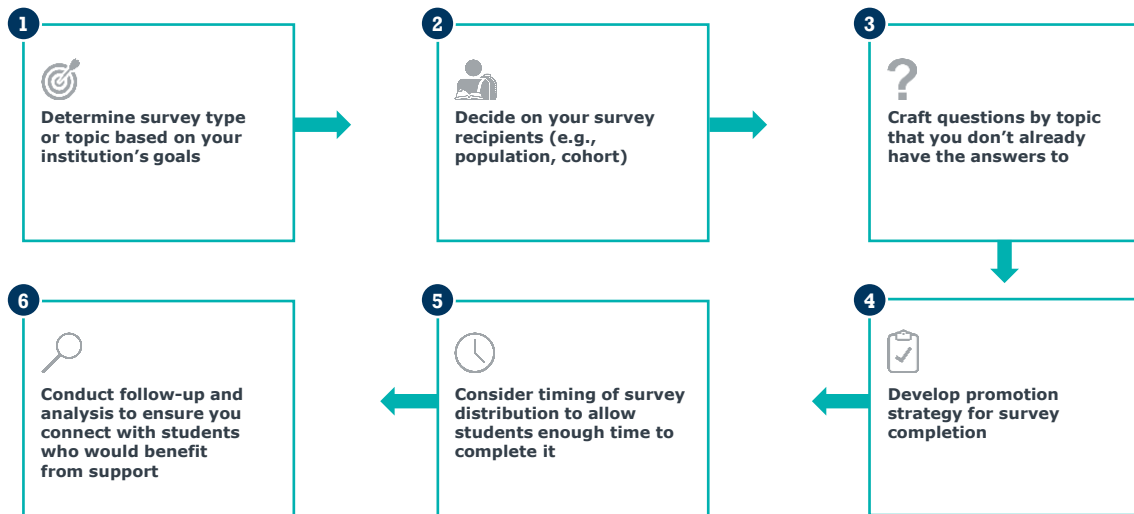 1
Determine survey type
or topic based on your
institution's goals
2
Decide on your survey
recipients (e.g.,
population, cohort)
3
Craft questions by topic
that you don’t already
have the answers to
4
Develop promotion
strategy for survey
completion
5
Consider timing of survey
distribution to allow
students enough time to
complete it
6
Conduct follow-up and
analysis to ensure you
connect with students
who would benefit
from support